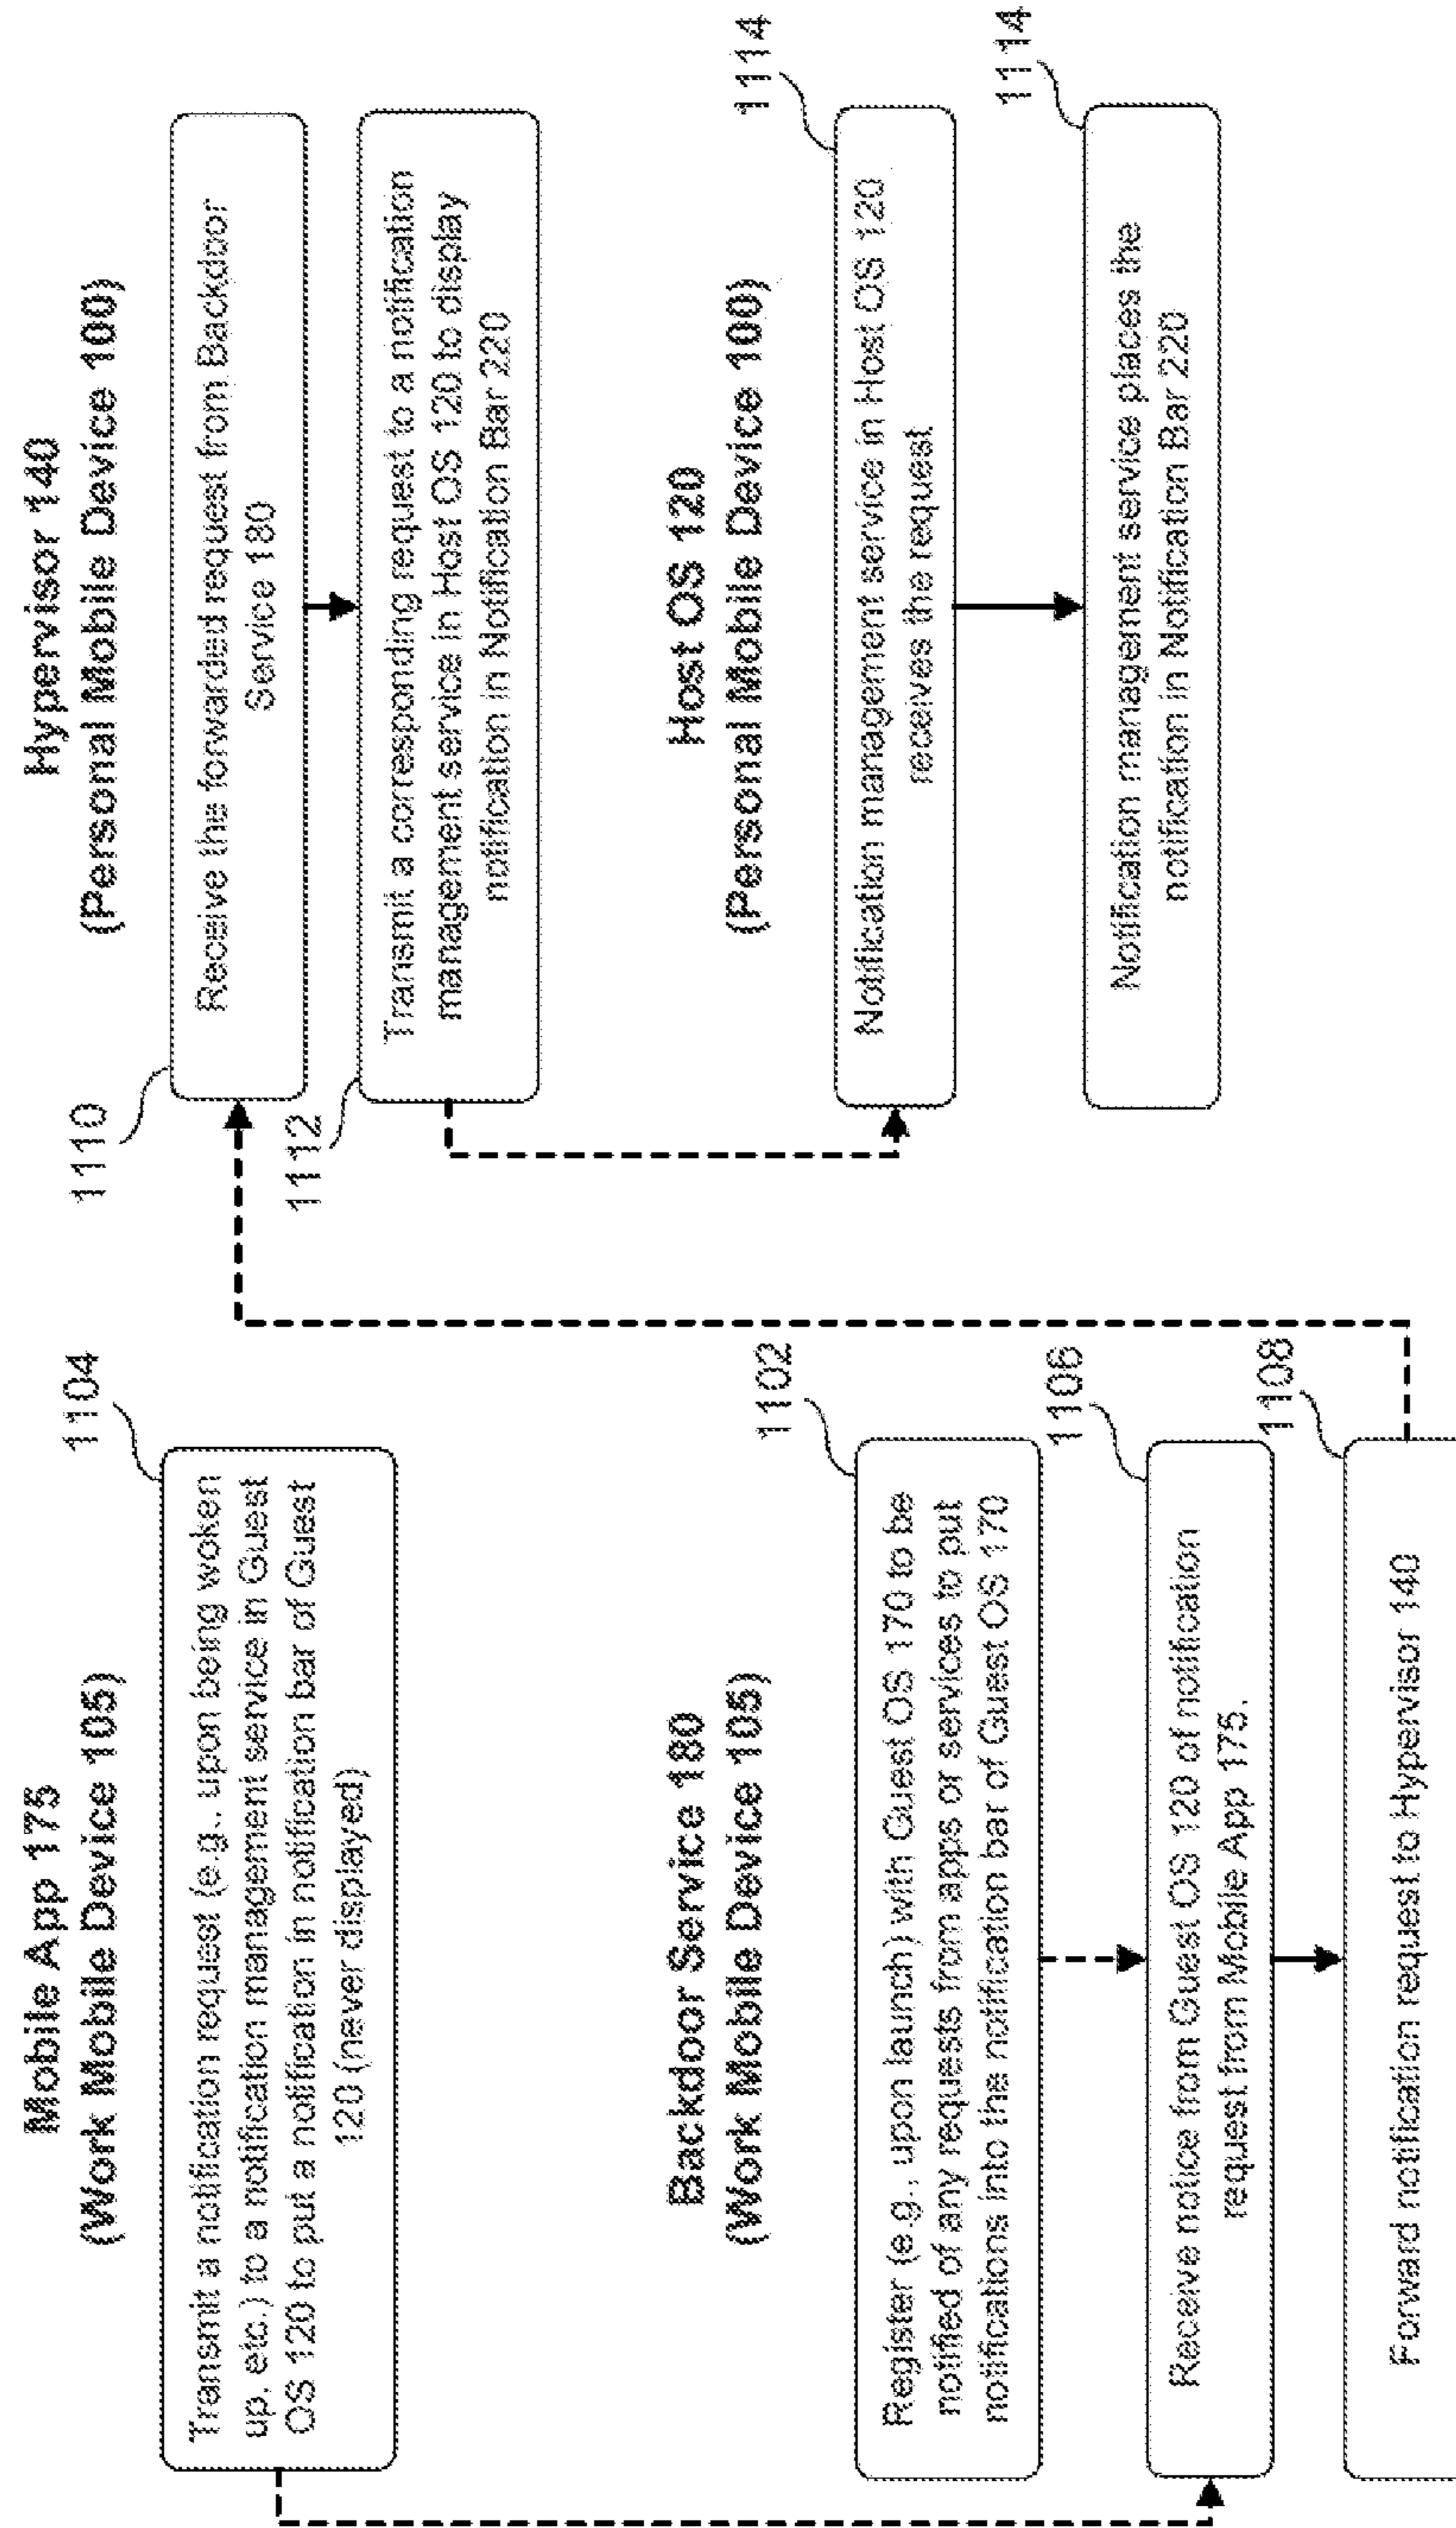 Mobile App 175
(Work Mobile Device 105)
1104
Transmit a notification request (e.g., upon being woken
up, etc.) to a notification management service in Guest
OS 120 to put a notification in notification bar of Guest
120 (never displayed)
Backdoor Service 180
(Work Mobile Device 105)
1102
Register (e.g., upon launch) with Guest OS 170 to be
notified of any requests from apps or services to put
notifications into the notification bar of Guest OS 170
1106
Receive notice from Guest OS 120 of notification
request from Mobile App 175.
1108
Forward notification request to Hypervisor 140
Hypervisor 140
(Personal Mobile Device 100)
1110
Receive the forwarded request from Backdoor
Service 180
1112
Transmit a corresponding request to a notification
management service in Host OS 120 to display
notification in Notification Bar 220
Host OS 120
(Personal Mobile Device 100)
1114
Notification management service in Host OS 120
receives the request
1114
Notification management service places the
notification in Notification Bar 220